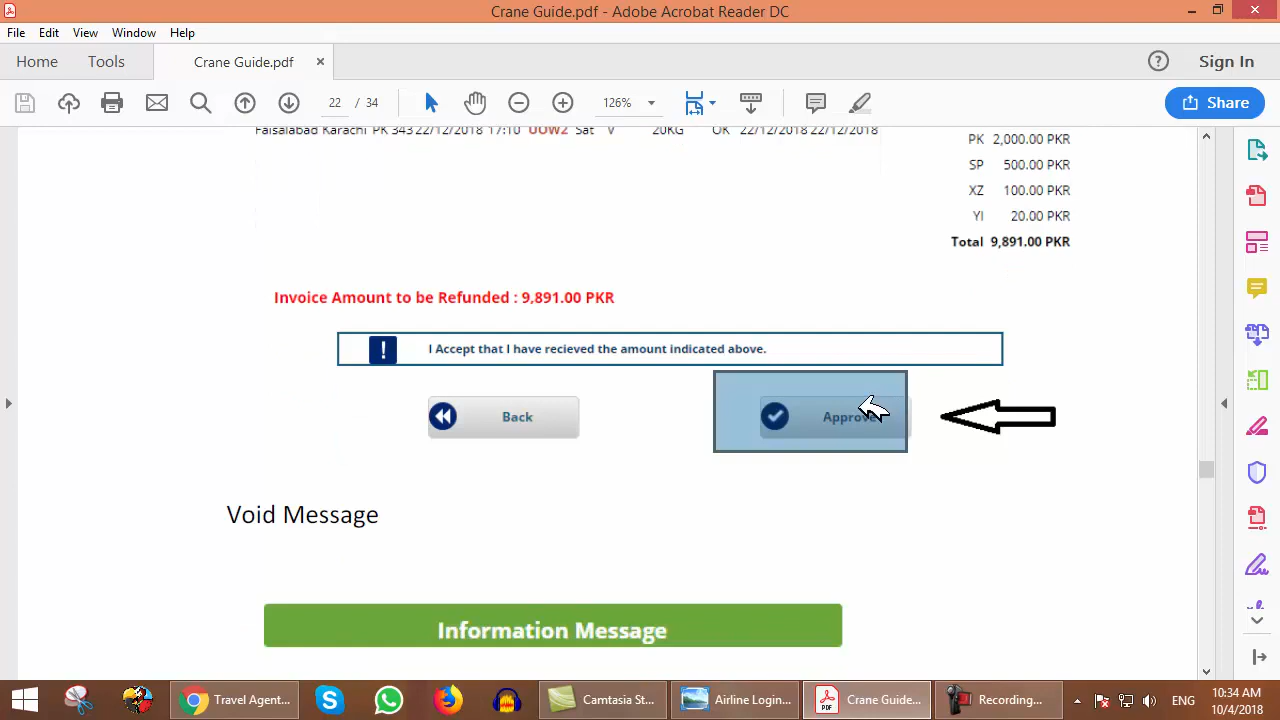 Crane Guide.pdf - Adobe Acrobat Reader DC
File Edit View Window Help
Home Tools Crane Guide.pdf × ? Sign In
22 / 34 126% Share
Faisalabad Karachi PK 343 22/12/2018 17:10 UOW2 Sat V 20KG OK 22/12/2018 22/12/2018
PK 2,000.00 PKR
SP 500.00 PKR
XZ 100.00 PKR
YI 20.00 PKR
Total 9,891.00 PKR
Invoice Amount to be Refunded : 9,891.00 PKR
! I Accept that I have recieved the amount indicated above.
Back Approve
Void Message
Information Message
Travel Agent... Camtasia St... Airline Login... PDF Crane Guide... Recording... ENG 10:34 AM
10/4/2018